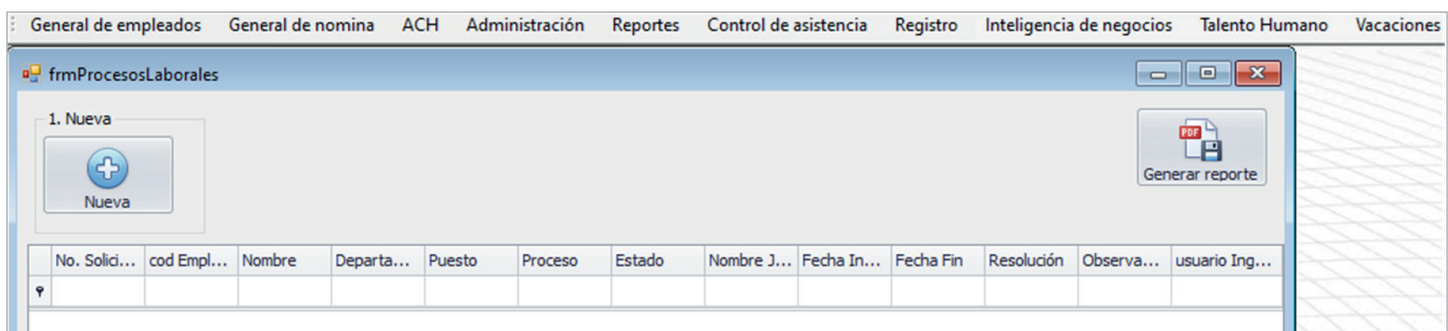 General de empleados General de nomina ACH Administración Reportes Control de asistencia Registro Inteligencia de negocios Talento Humano Vacaciones
frmProcesosLaborales
1. Nueva
Nueva
PDF
Generar reporte
No. Solici... cod Empl... Nombre Departa... Puesto Proceso Estado Nombre J... Fecha In... Fecha Fin Resolución Observa... usuario Ing...